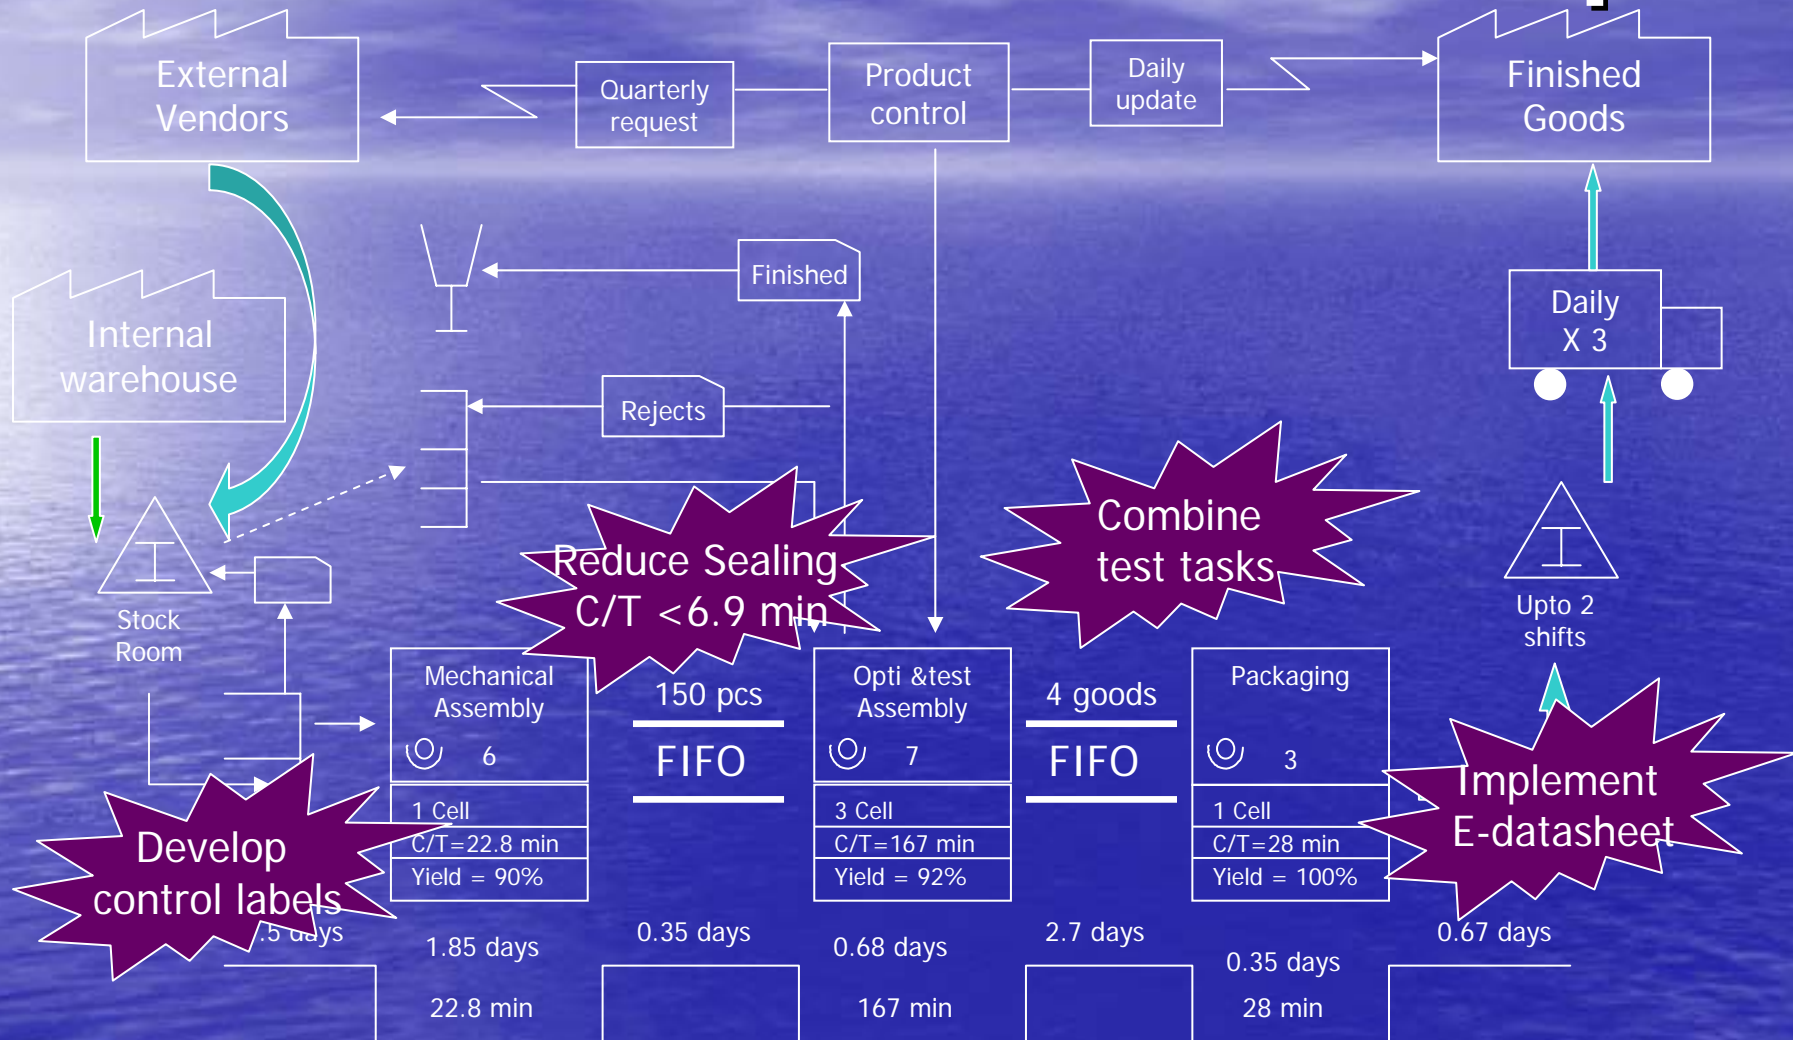 External
Vendors
Quarterly
request
Product
control
Daily
update
Finished
Goods
Internal
warehouse
Finished
Rejects
Daily
X 3
Stock
Room
Reduce Sealing
C/T <6.9 min
Combine
test tasks
Upto 2
shifts
Mechanical
Assembly
6
1 Cell
C/T=22.8 min
Yield = 90%
150 pcs
FIFO
Opti &test
Assembly
7
3 Cell
C/T=167 min
Yield = 92%
4 goods
FIFO
Packaging
3
1 Cell
C/T=28 min
Yield = 100%
Implement
E-datasheet
Develop
control labels
.5 days
1.85 days
0.35 days
0.68 days
2.7 days
0.35 days
0.67 days
22.8 min
167 min
28 min